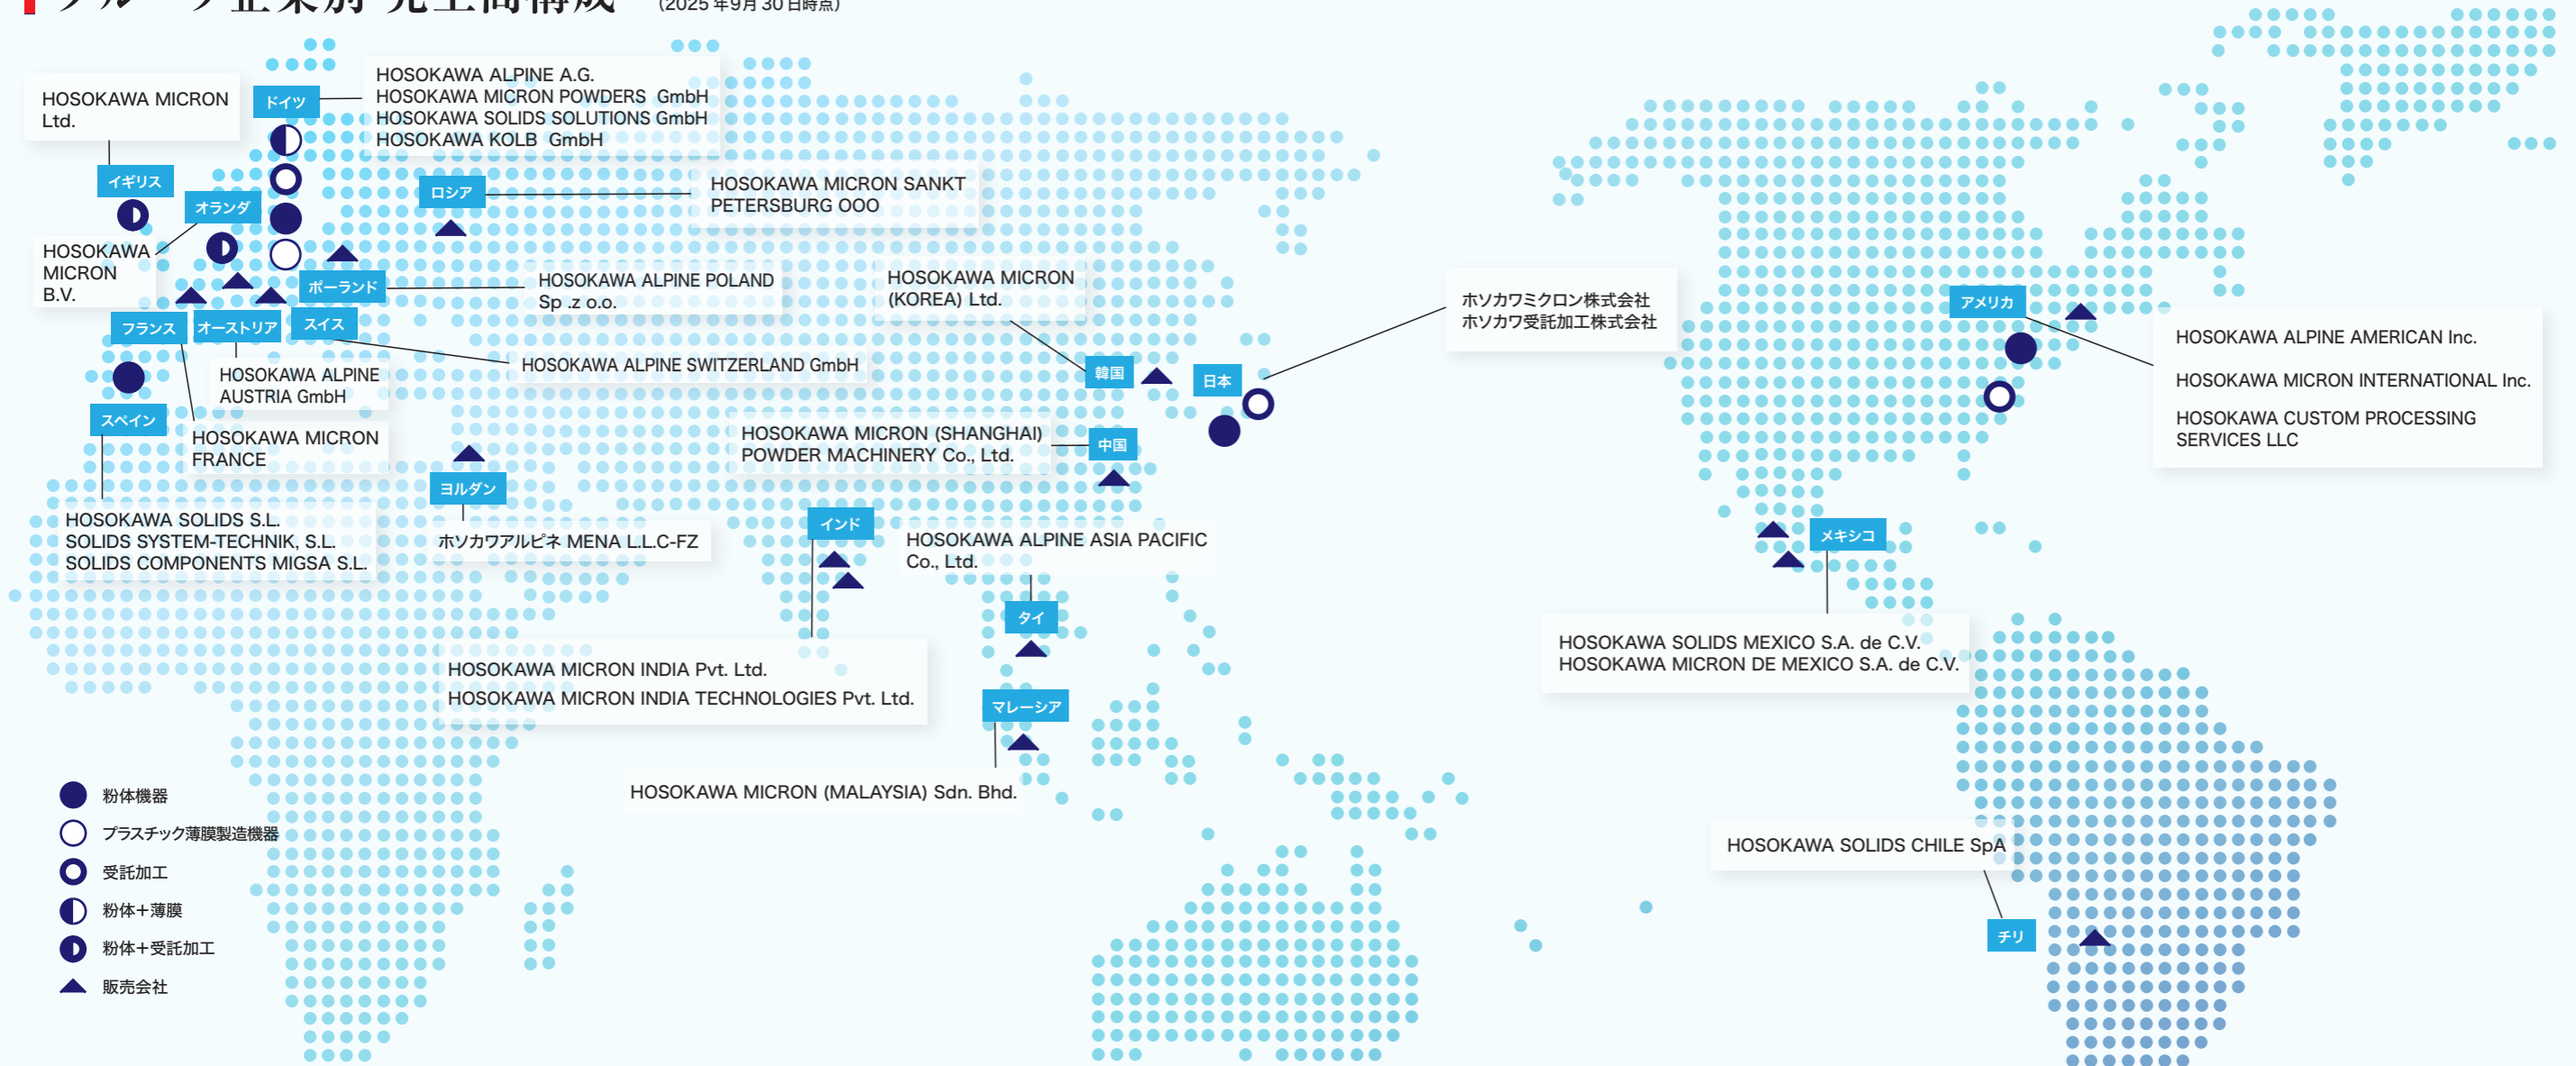 グループ企業別 売上高構成 （2025年9月30日時点）
HOSOKAWA MICRON
Ltd.
ドイツ
HOSOKAWA ALPINE A.G.
HOSOKAWA MICRON POWDERS GmbH
HOSOKAWA SOLIDS SOLUTIONS GmbH
HOSOKAWA KOLB GmbH
イギリス
オランダ
ロシア
HOSOKAWA MICRON SANKT
PETERSBURG OOO
HOSOKAWA
MICRON
B.V.
ポーランド
HOSOKAWA ALPINE POLAND
Sp .z o.o.
HOSOKAWA MICRON
(KOREA) Ltd.
ホソカワミクロン株式会社
ホソカワ受託加工株式会社
アメリカ
HOSOKAWA ALPINE AMERICAN Inc.
HOSOKAWA MICRON INTERNATIONAL Inc.
HOSOKAWA CUSTOM PROCESSING
SERVICES LLC
フランス
オーストリア
スイス
HOSOKAWA ALPINE
AUSTRIA GmbH
HOSOKAWA ALPINE SWITZERLAND GmbH
韓国
日本
スペイン
HOSOKAWA MICRON
FRANCE
HOSOKAWA MICRON (SHANGHAI)
POWDER MACHINERY Co., Ltd.
中国
ヨルダン
HOSOKAWA SOLIDS S.L.
SOLIDS SYSTEM-TECHNIK, S.L.
SOLIDS COMPONENTS MIGSA S.L.
ホソカワアルピネ MENA L.L.C-FZ
インド
HOSOKAWA ALPINE ASIA PACIFIC
Co., Ltd.
メキシコ
タイ
HOSOKAWA MICRON INDIA Pvt. Ltd.
HOSOKAWA MICRON INDIA TECHNOLOGIES Pvt. Ltd.
HOSOKAWA SOLIDS MEXICO S.A. de C.V.
HOSOKAWA MICRON DE MEXICO S.A. de C.V.
マレーシア
HOSOKAWA MICRON (MALAYSIA) Sdn. Bhd.
HOSOKAWA SOLIDS CHILE SpA
チリ
粉体機器
プラスチック薄膜製造機器
受託加工
粉体＋薄膜
粉体＋受託加工
販売会社